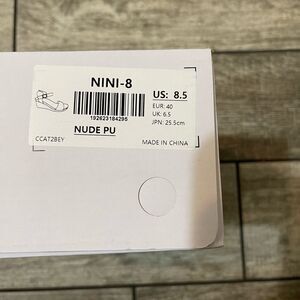 NINI-8
US: 8.5
EUR: 40
UK: 6.5
JPN: 25.5cm
192623184295
NUDE PU
CCAT2BEY
MADE IN CHINA